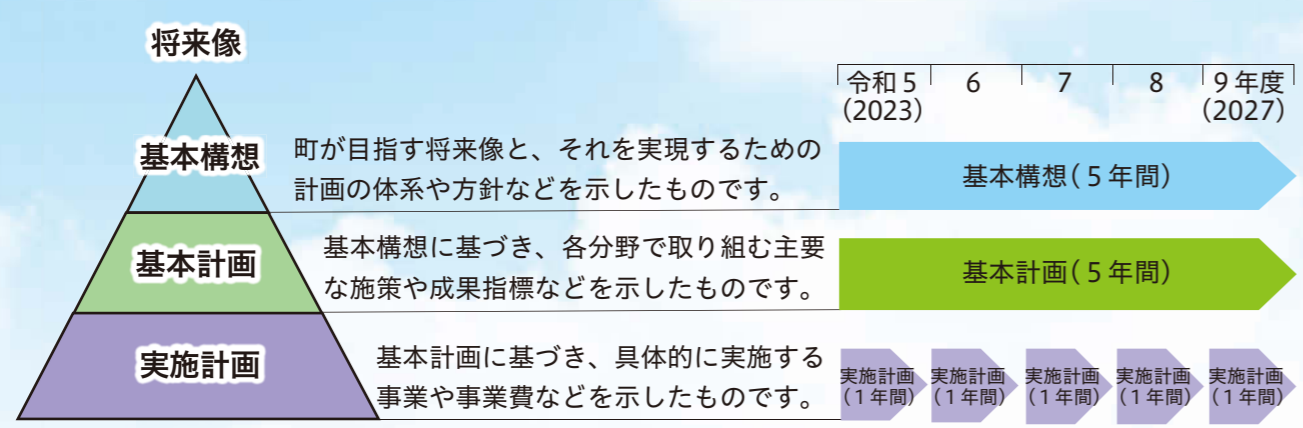 将来像
基本構想
町が目指す将来像と、それを実現するための
計画の体系や方針などを示したものです。
基本計画
基本構想に基づき、各分野で取り組む主要
な施策や成果指標などを示したものです。
実施計画
基本計画に基づき、具体的に実施する
事業や事業費などを示したものです。
令和5 6 7 8 9年度
(2023) (2027)
基本構想(5年間)
基本計画(5年間)
実施計画 実施計画 実施計画 実施計画 実施計画
(1年間) (1年間) (1年間) (1年間) (1年間)